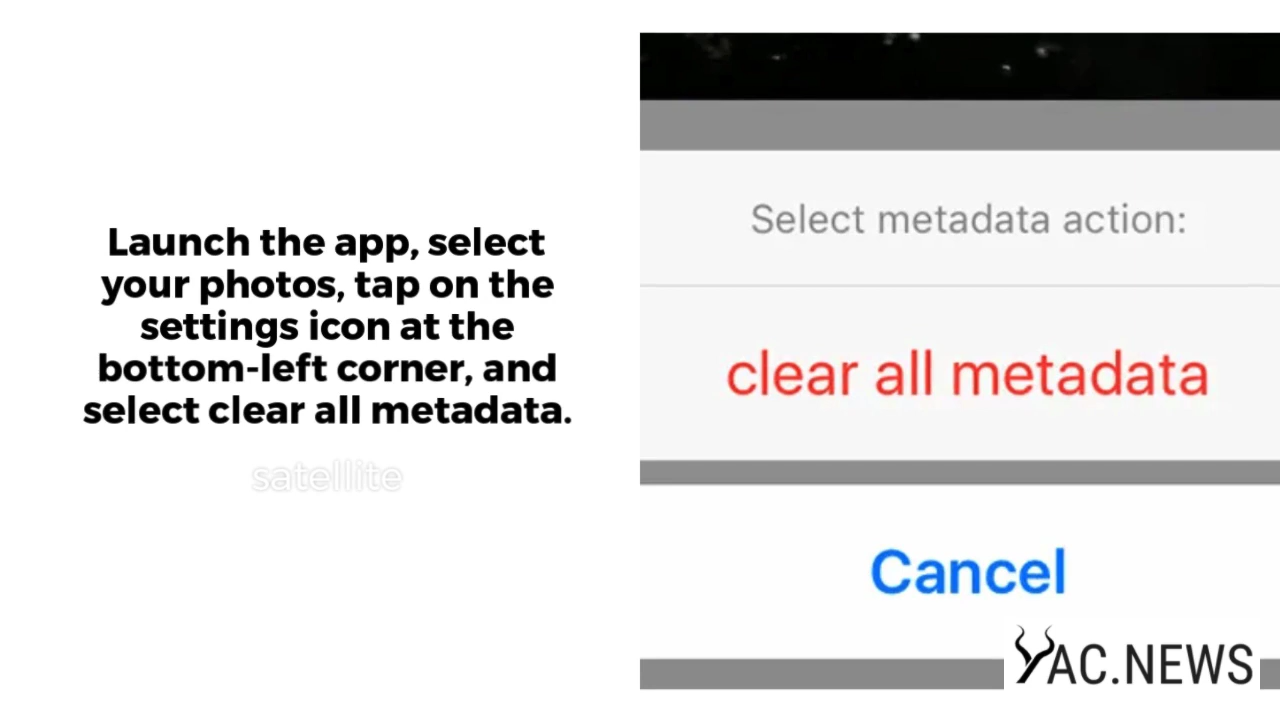 Launch the app, select
your photos, tap on the
settings icon at the
bottom-left corner, and
select clear all metadata.
satellite
Select metadata action:
clear all metadata
Cancel
YAC.NEWS